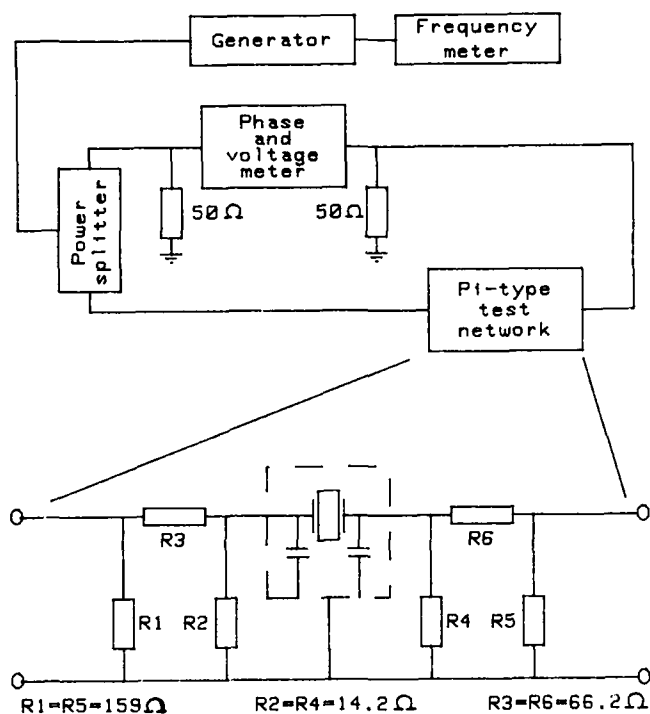 Generator
Frequency
meter
Phase
and
voltage
meter
Power
splitter
50Ω
50Ω
Pi-type
test
network
R3
R6
R1
R2
R4
R5
R1=R5=159Ω
R2=R4=14.2Ω
R3=R6=66.2Ω